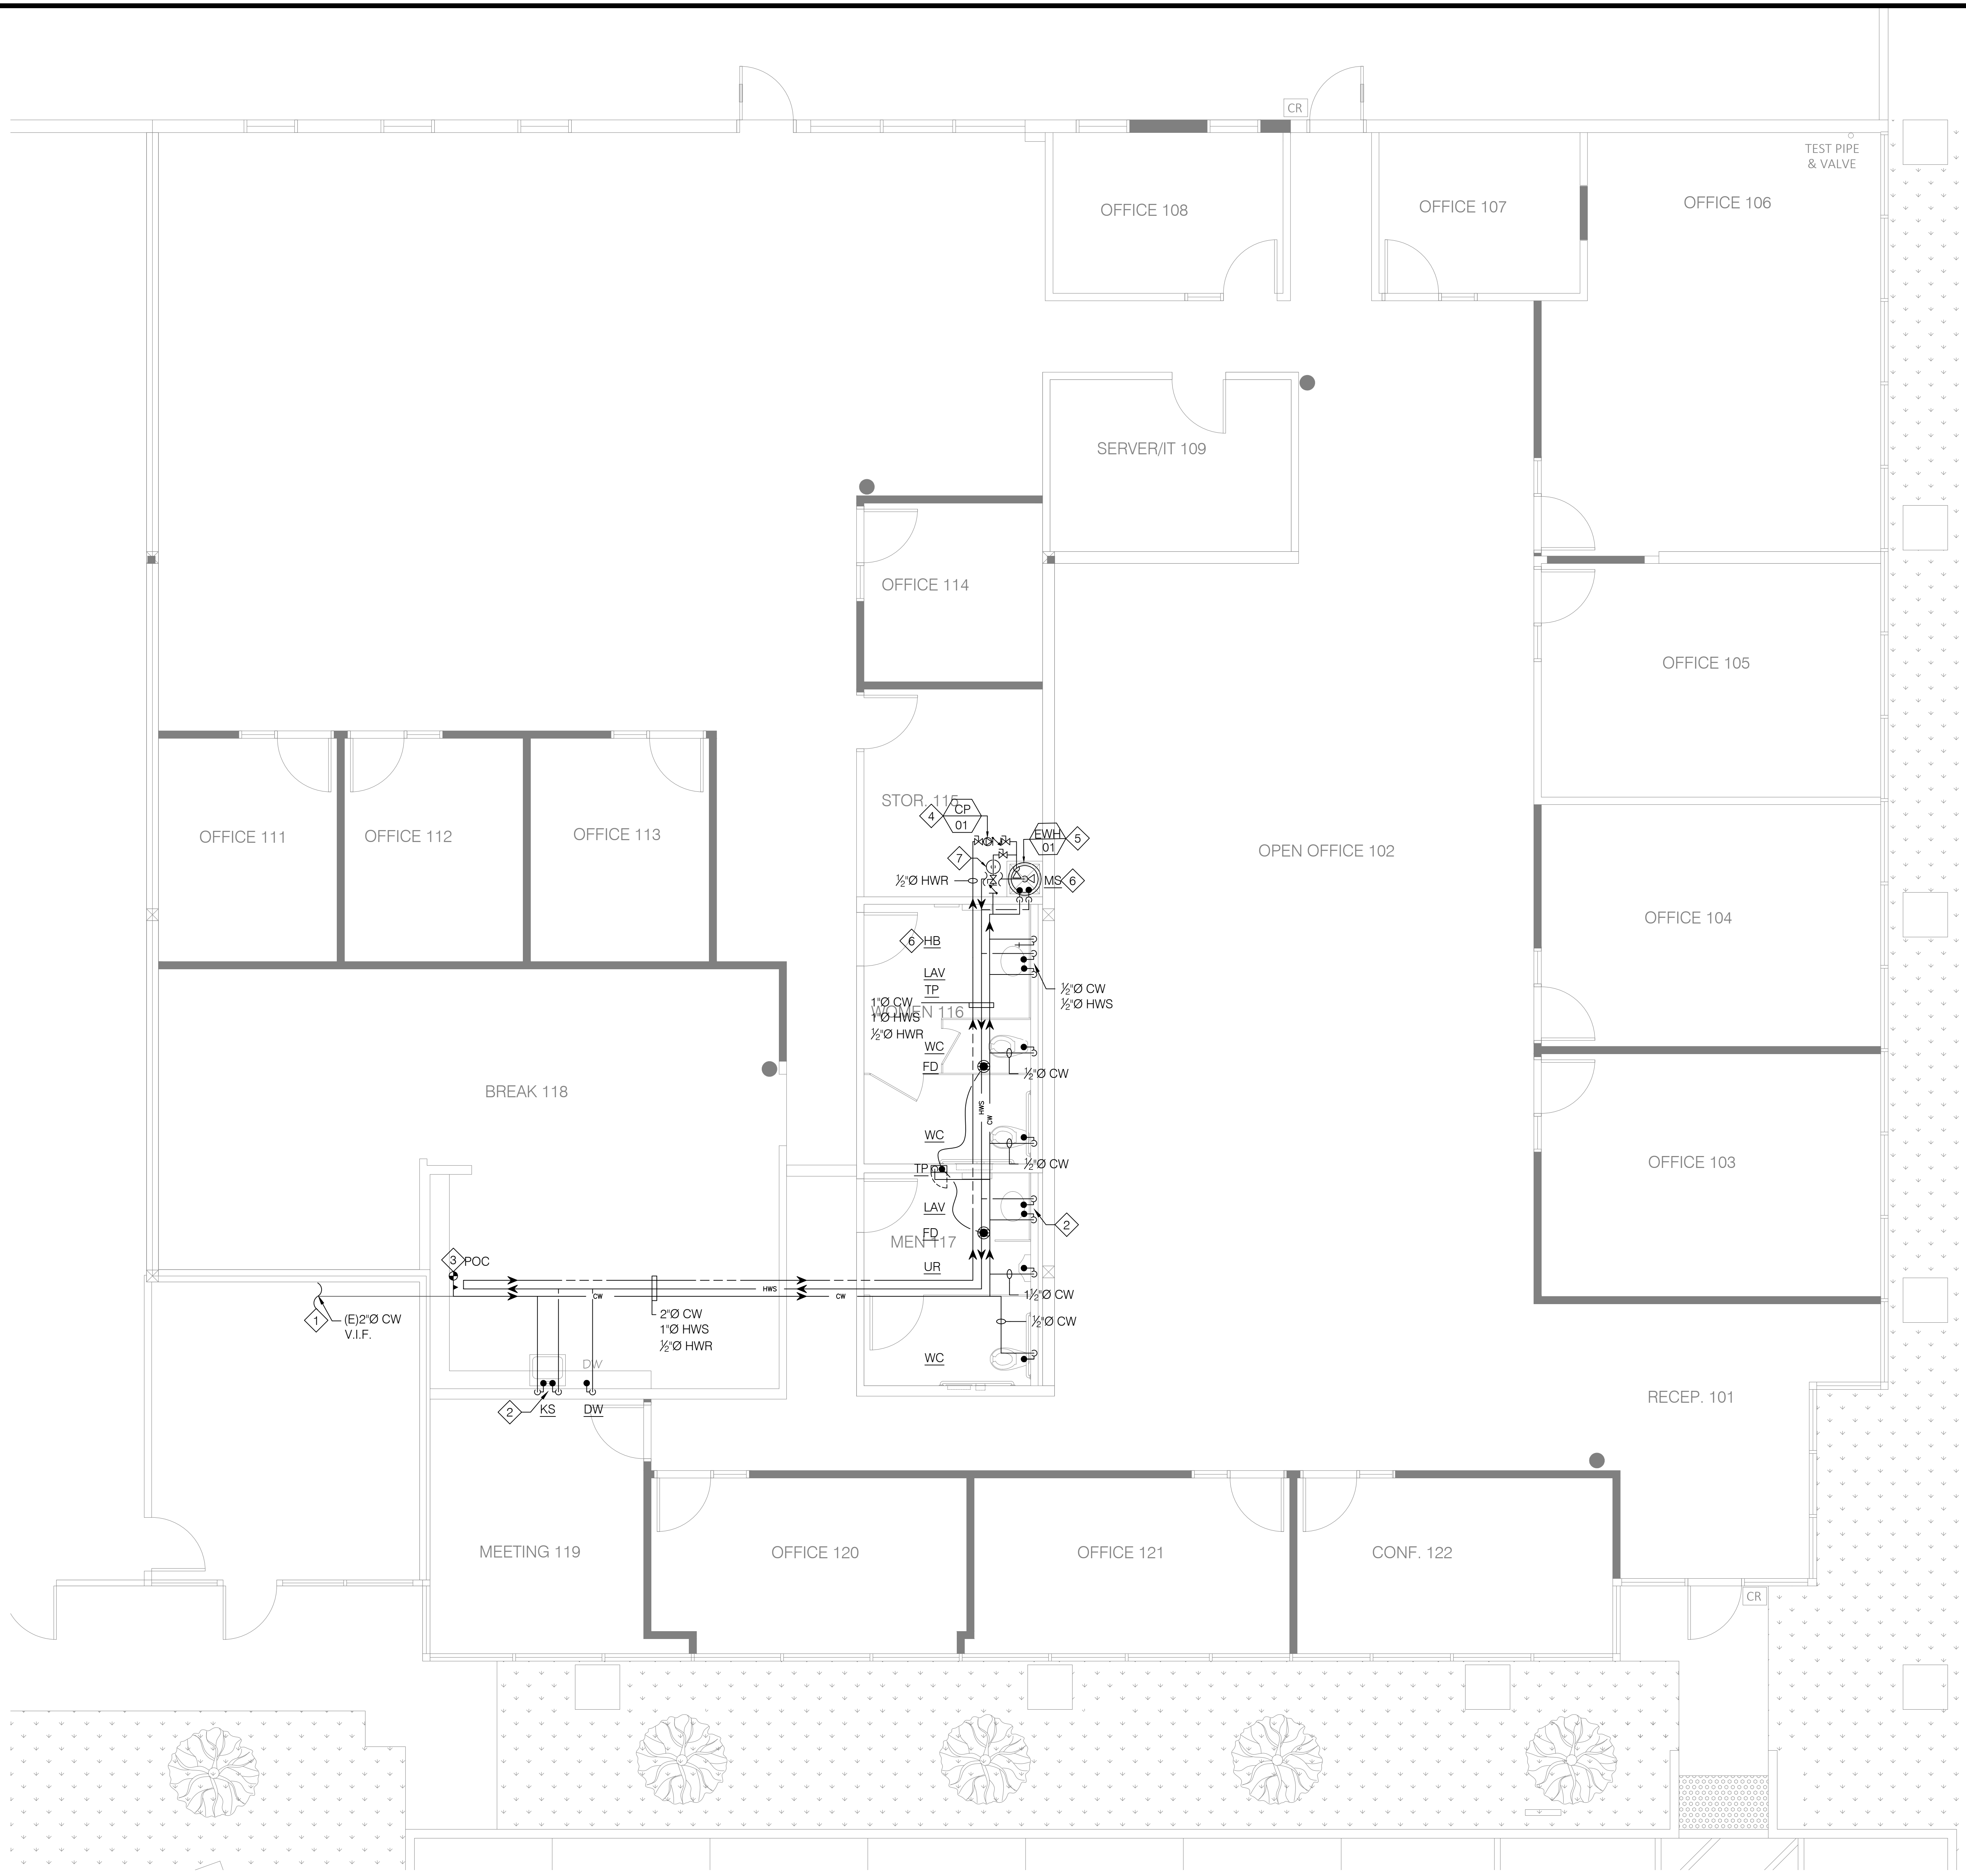 CR
TEST PIPE
& VALVE
OFFICE 108
OFFICE 107
OFFICE 106
SERVER/IT 109
OFFICE 114
OFFICE 105
STOR. 115
4
CP
01
EWH
01
5
OFFICE 111
OFFICE 112
OFFICE 113
OPEN OFFICE 102
7
½"Ø HWR
MS
6
OFFICE 104
6
HB
LAV
TP
½"Ø CW
½"Ø HWS
1"Ø CW
WOMEN 116
1"Ø HWS
½"Ø HWR
WC
FD
½"Ø CW
BREAK 118
HWS
CW
WC
½"Ø CW
TP
OFFICE 103
LAV
2
FD
MEN 117
3
POC
UR
HWS
CW
CW
1½"Ø CW
1
(E)2"Ø CW
V.I.F.
2"Ø CW
1"Ø HWS
½"Ø HWR
½"Ø CW
WC
DW
2
KS
DW
RECEP. 101
MEETING 119
OFFICE 120
OFFICE 121
CONF. 122
CR